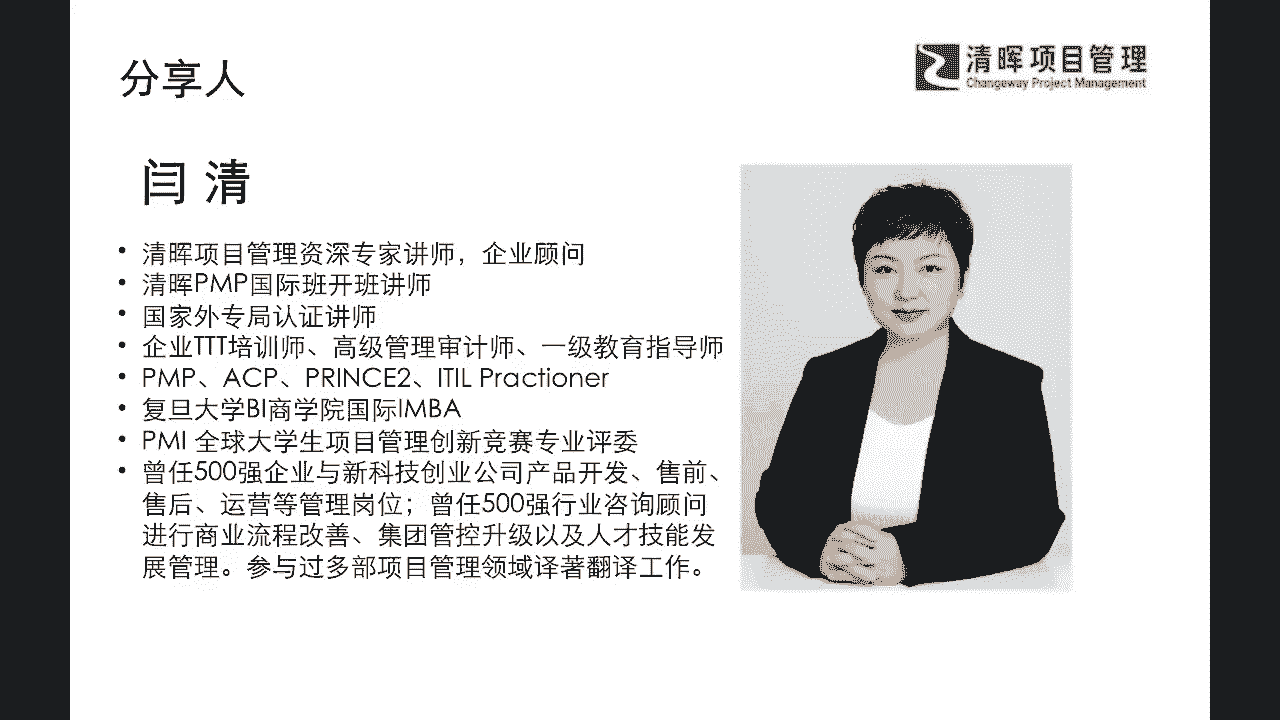 分享人
清晖项目管理
Changeway Project Management
闫 清
• 清晖项目管理资深专家讲师，企业顾问
• 清晖PMP国际班开班讲师
• 国家外专局认证讲师
• 企业TTT培训师、高级管理审计师、一级教育指导师
• PMP、ACP、PRINCE2、ITIL Practioner
• 复旦大学BI商学院国际IMBA
• PMI 全球大学生项目管理创新竞赛专业评委
• 曾任500强企业与新科技创业公司产品开发、售前、
售后、运营等管理岗位；曾任500强行业咨询顾问
进行商业流程改善、集团管控升级以及人才技能发
展管理。参与过多部项目管理领域译著翻译工作。